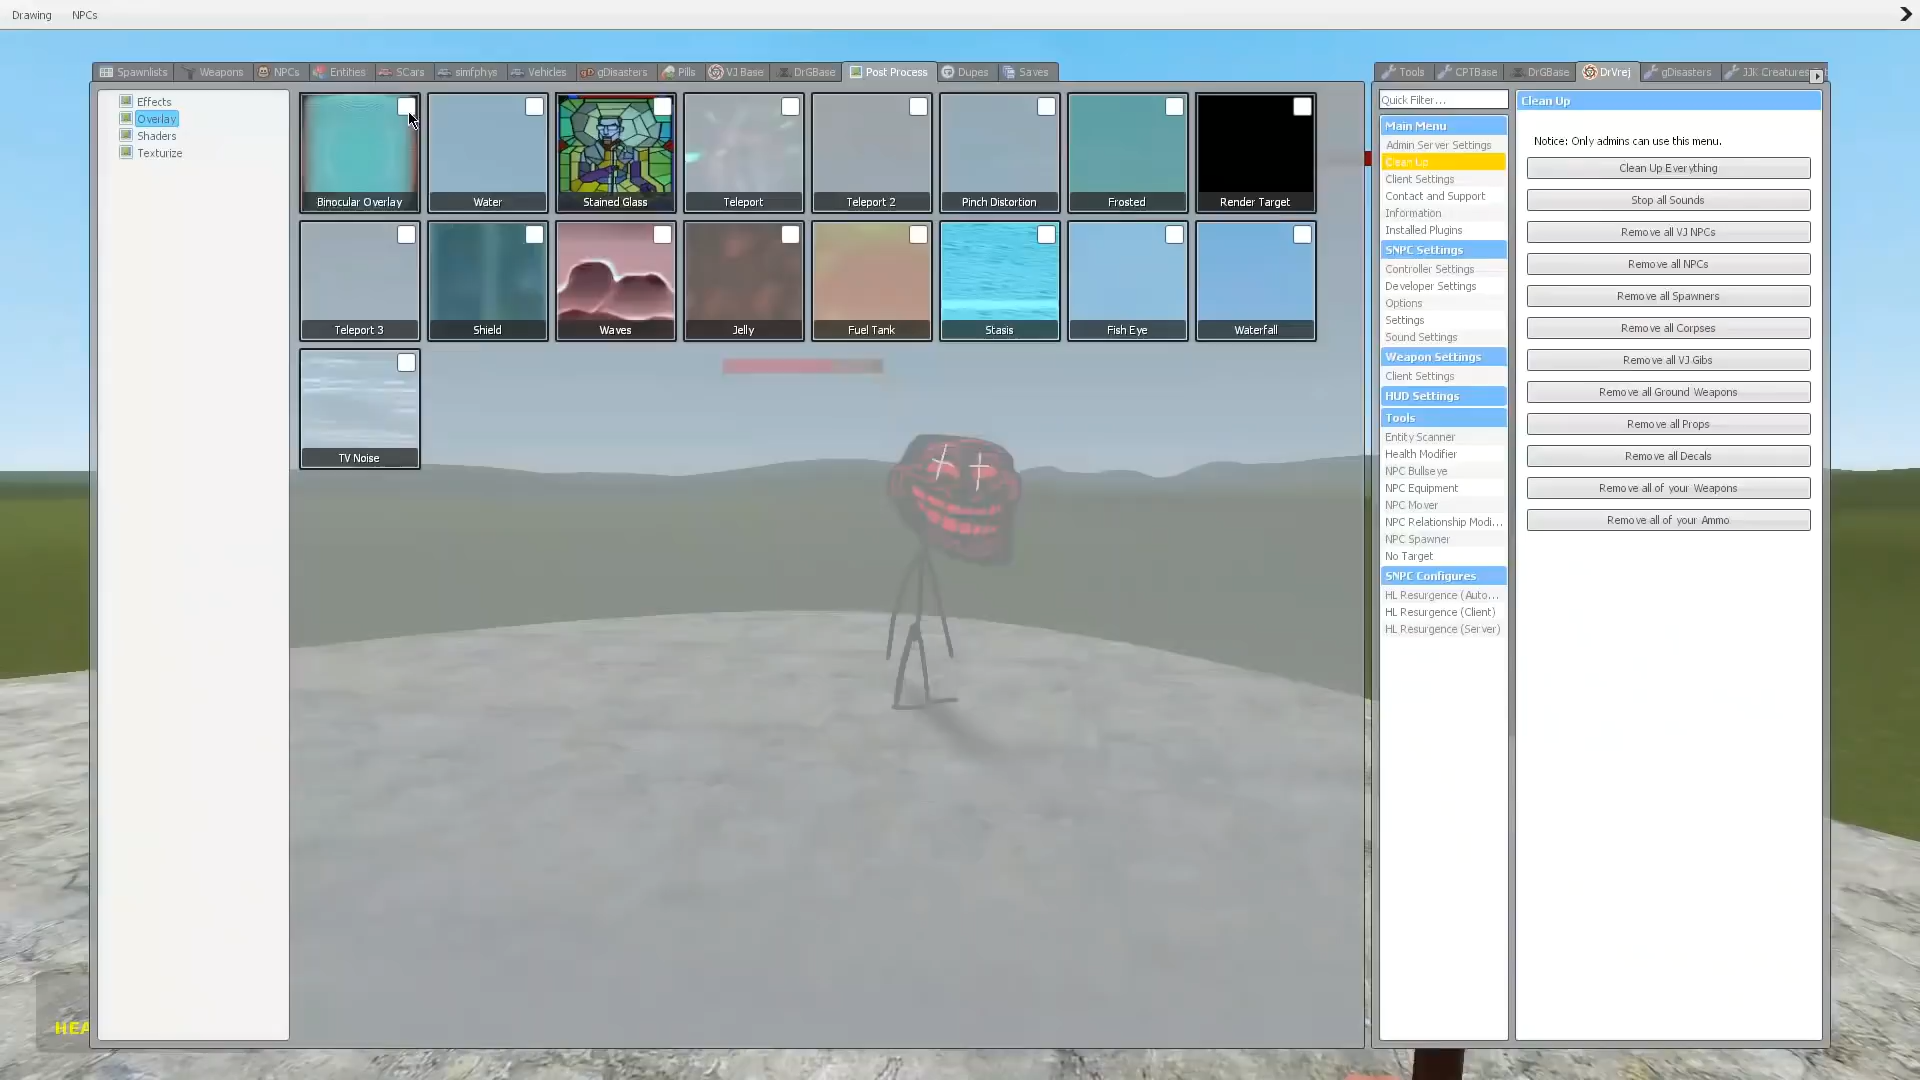 Drawing NPCs
Spawnlists Weapons NPCs Entities SCars simfphys Vehicles gDisasters Pills VJ Base DrGBase Post Process Dupes Saves
Tools CPTBase DrGBase DrVrej gDisasters JJK Creatures
Effects
Overlay
Shaders
Texturize
Binocular Overlay Water Stained Glass Teleport Teleport 2 Pinch Distortion Frosted Render Target
Teleport 3 Shield Waves Jelly Fuel Tank Stasis Fish Eye Waterfall
TV Noise
HEA
Quick Filter...
Main Menu
Admin Server Settings
Clean Up
Client Settings
Contact and Support
Information
Installed Plugins
SNPC Settings
Controller Settings
Developer Settings
Options
Settings
Sound Settings
Weapon Settings
Client Settings
HUD Settings
Tools
Entity Scanner
Health Modifier
NPC Bullseye
NPC Equipment
NPC Mover
NPC Relationship Modi...
NPC Spawner
No Target
SNPC Configures
HL Resurgence (Auto...
HL Resurgence (Client)
HL Resurgence (Server)
Clean Up
Notice: Only admins can use this menu.
Clean Up Everything
Stop all Sounds
Remove all VJ NPCs
Remove all NPCs
Remove all Spawners
Remove all Corpses
Remove all VJ Gibs
Remove all Ground Weapons
Remove all Props
Remove all Decals
Remove all of your Weapons
Remove all of your Ammo